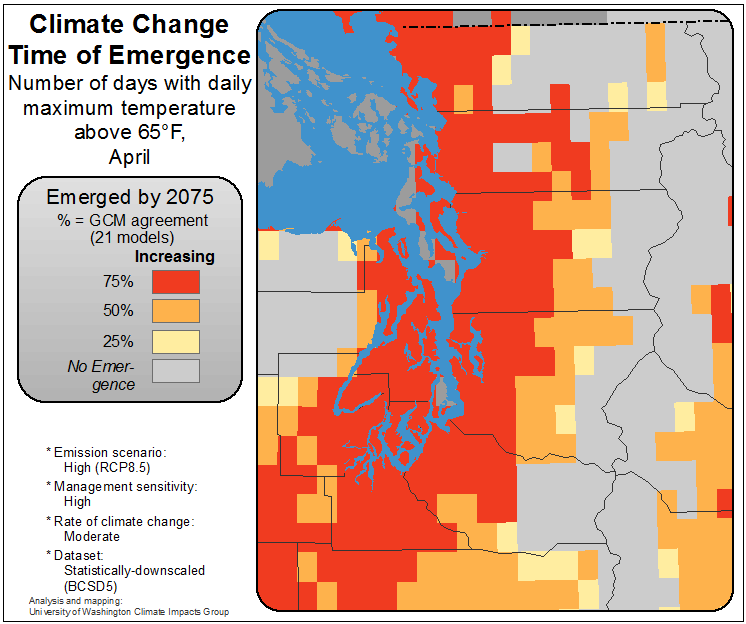 Climate Change
Time of Emergence
Number of days with daily
maximum temperature
above 65°F,
April
Emerged by 2075
% = GCM agreement
(21 models)
Increasing
75%
50%
25%
No Emer-
gence
* Emission scenario:
High (RCP8.5)
* Management sensitivity:
High
* Rate of climate change:
Moderate
* Dataset:
Statistically-downscaled
(BCSD5)
Analysis and mapping:
University of Washington Climate Impacts Group